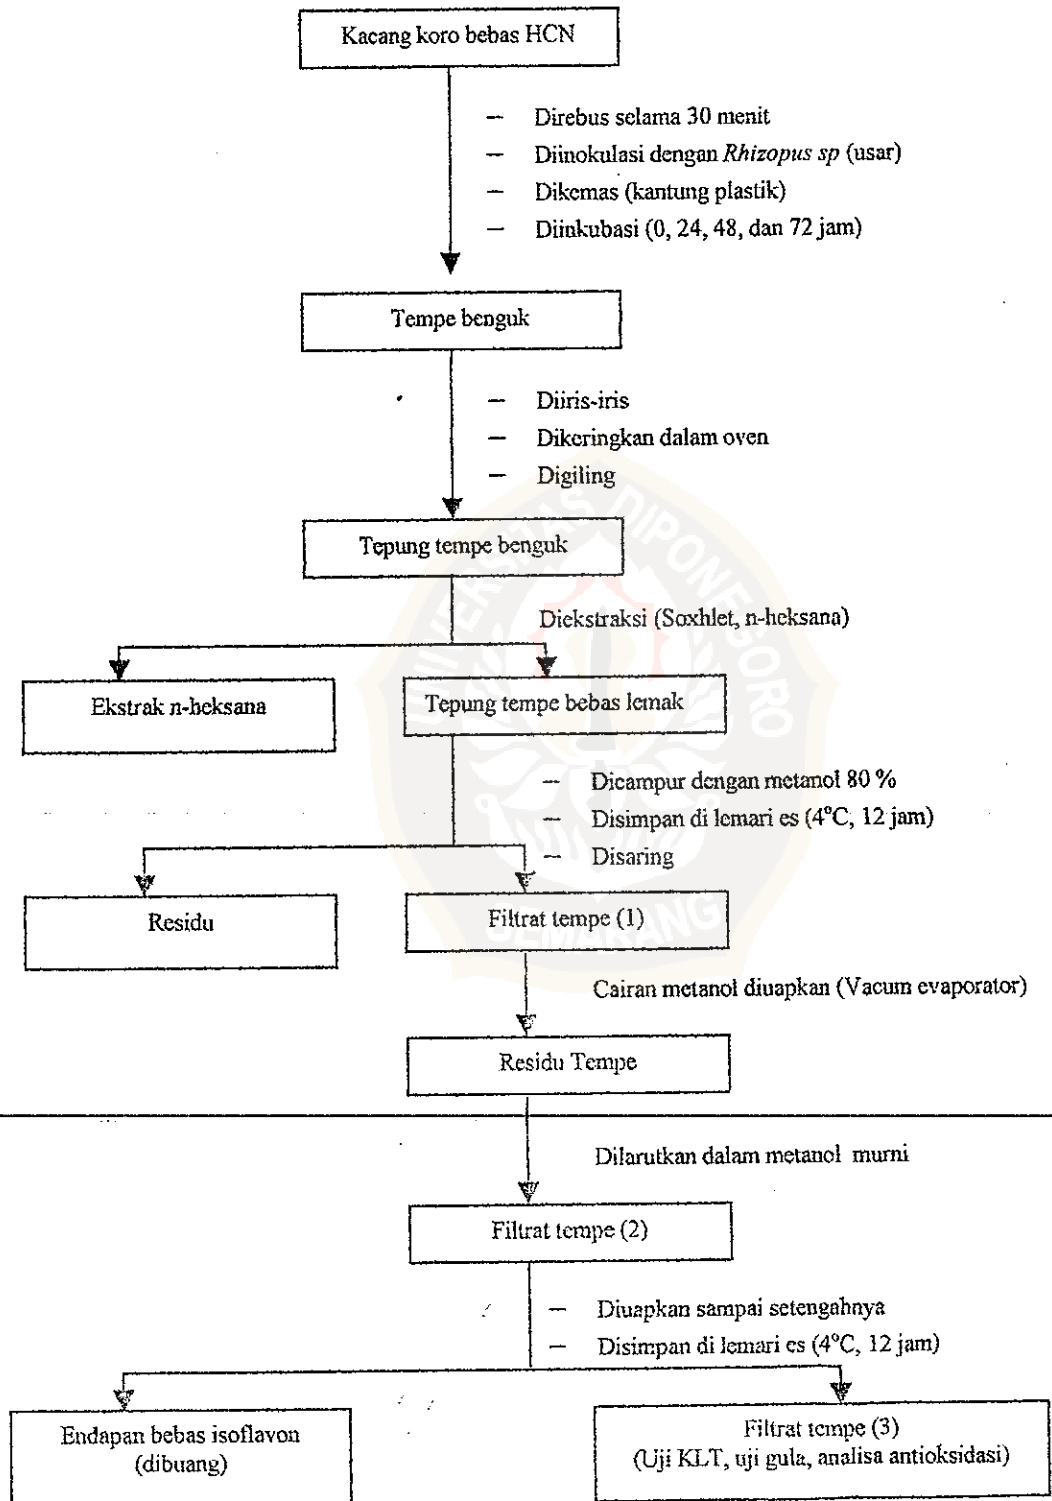 Kacang koro bebas HCN
– Direbus selama 30 menit
– Diinokulasi dengan Rhizopus sp (usar)
– Dikemas (kantung plastik)
– Diinkubasi (0, 24, 48, dan 72 jam)
Tempe benguk
– Diiris-iris
– Dikeringkan dalam oven
– Digiling
Tepung tempe benguk
Diekstraksi (Soxhlet, n-heksana)
Ekstrak n-heksana
Tepung tempe bebas lemak
– Dicampur dengan metanol 80 %
– Disimpan di lemari es (4°C, 12 jam)
– Disaring
Residu
Filtrat tempe (1)
Cairan metanol diuapkan (Vacum evaporator)
Residu Tempe
Dilarutkan dalam metanol murni
Filtrat tempe (2)
– Diuapkan sampai setengahnya
– Disimpan di lemari es (4°C, 12 jam)
Endapan bebas isoflavon
(dibuang)
Filtrat tempe (3)
(Uji KLT, uji gula, analisa antioksidasi)
UNIVERSITAS DIPONEGORO
SEMARANG